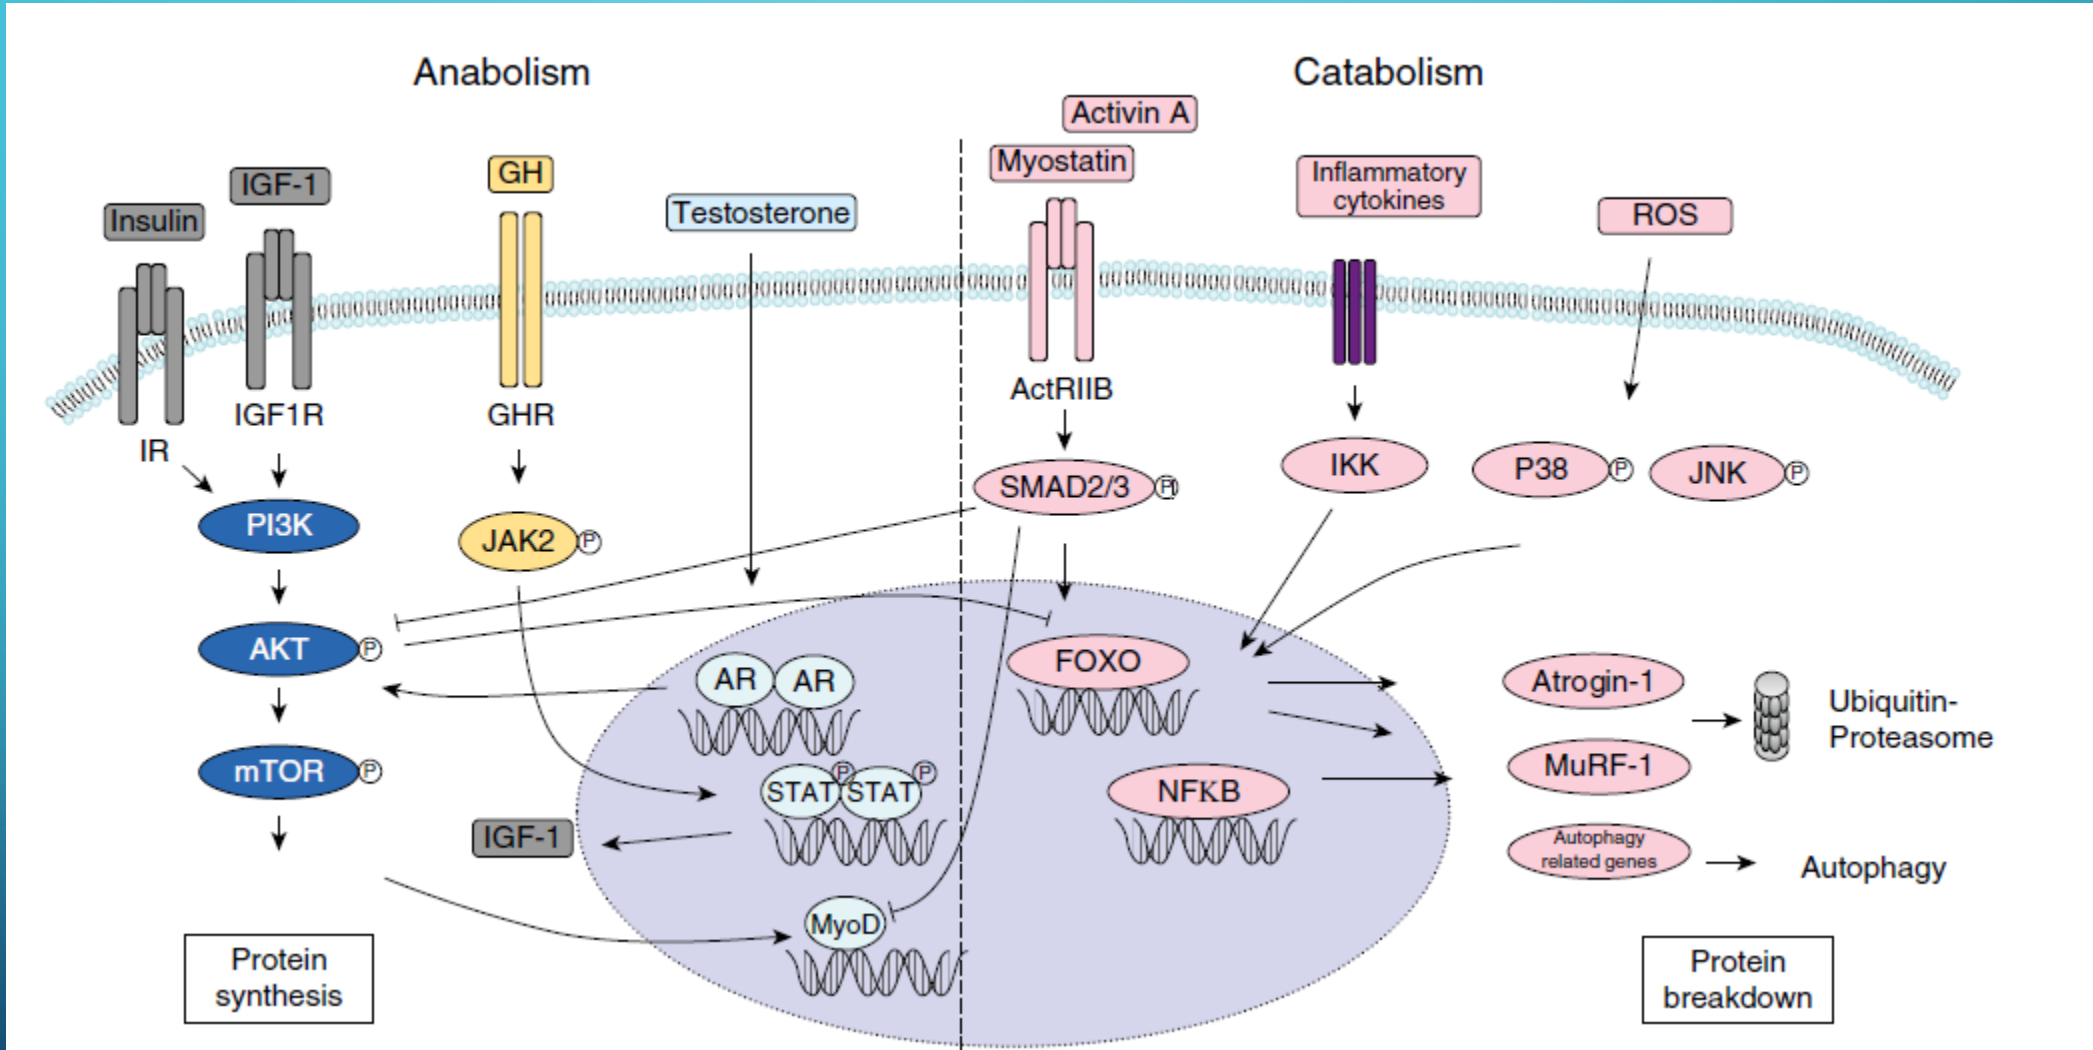 Anabolism
Catabolism
Activin A
Myostatin
Inflammatory
cytokines
ROS
GH
IGF-1
Insulin
Testosterone
IR
IGF1R
GHR
ActRIIB
PI3K
JAK2
P
SMAD2/3
P
IKK
P38
P
JNK
P
AKT
P
AR
AR
FOXO
mTOR
P
STAT
P
STAT
P
NFKB
IGF-1
MyoD
Atrogin-1
MuRF-1
Ubiquitin-
Proteasome
Autophagy
related genes
Autophagy
Protein
synthesis
Protein
breakdown